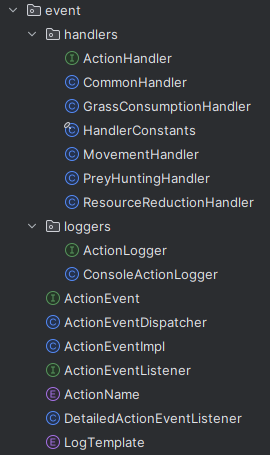 event
handlers
I ActionHandler
C CommonHandler
C GrassConsumptionHandler
C HandlerConstants
C MovementHandler
C PreyHuntingHandler
C ResourceReductionHandler
loggers
I ActionLogger
C ConsoleActionLogger
I ActionEvent
C ActionEventDispatcher
C ActionEventImpl
I ActionEventListener
E ActionName
C DetailedActionEventListener
E LogTemplate